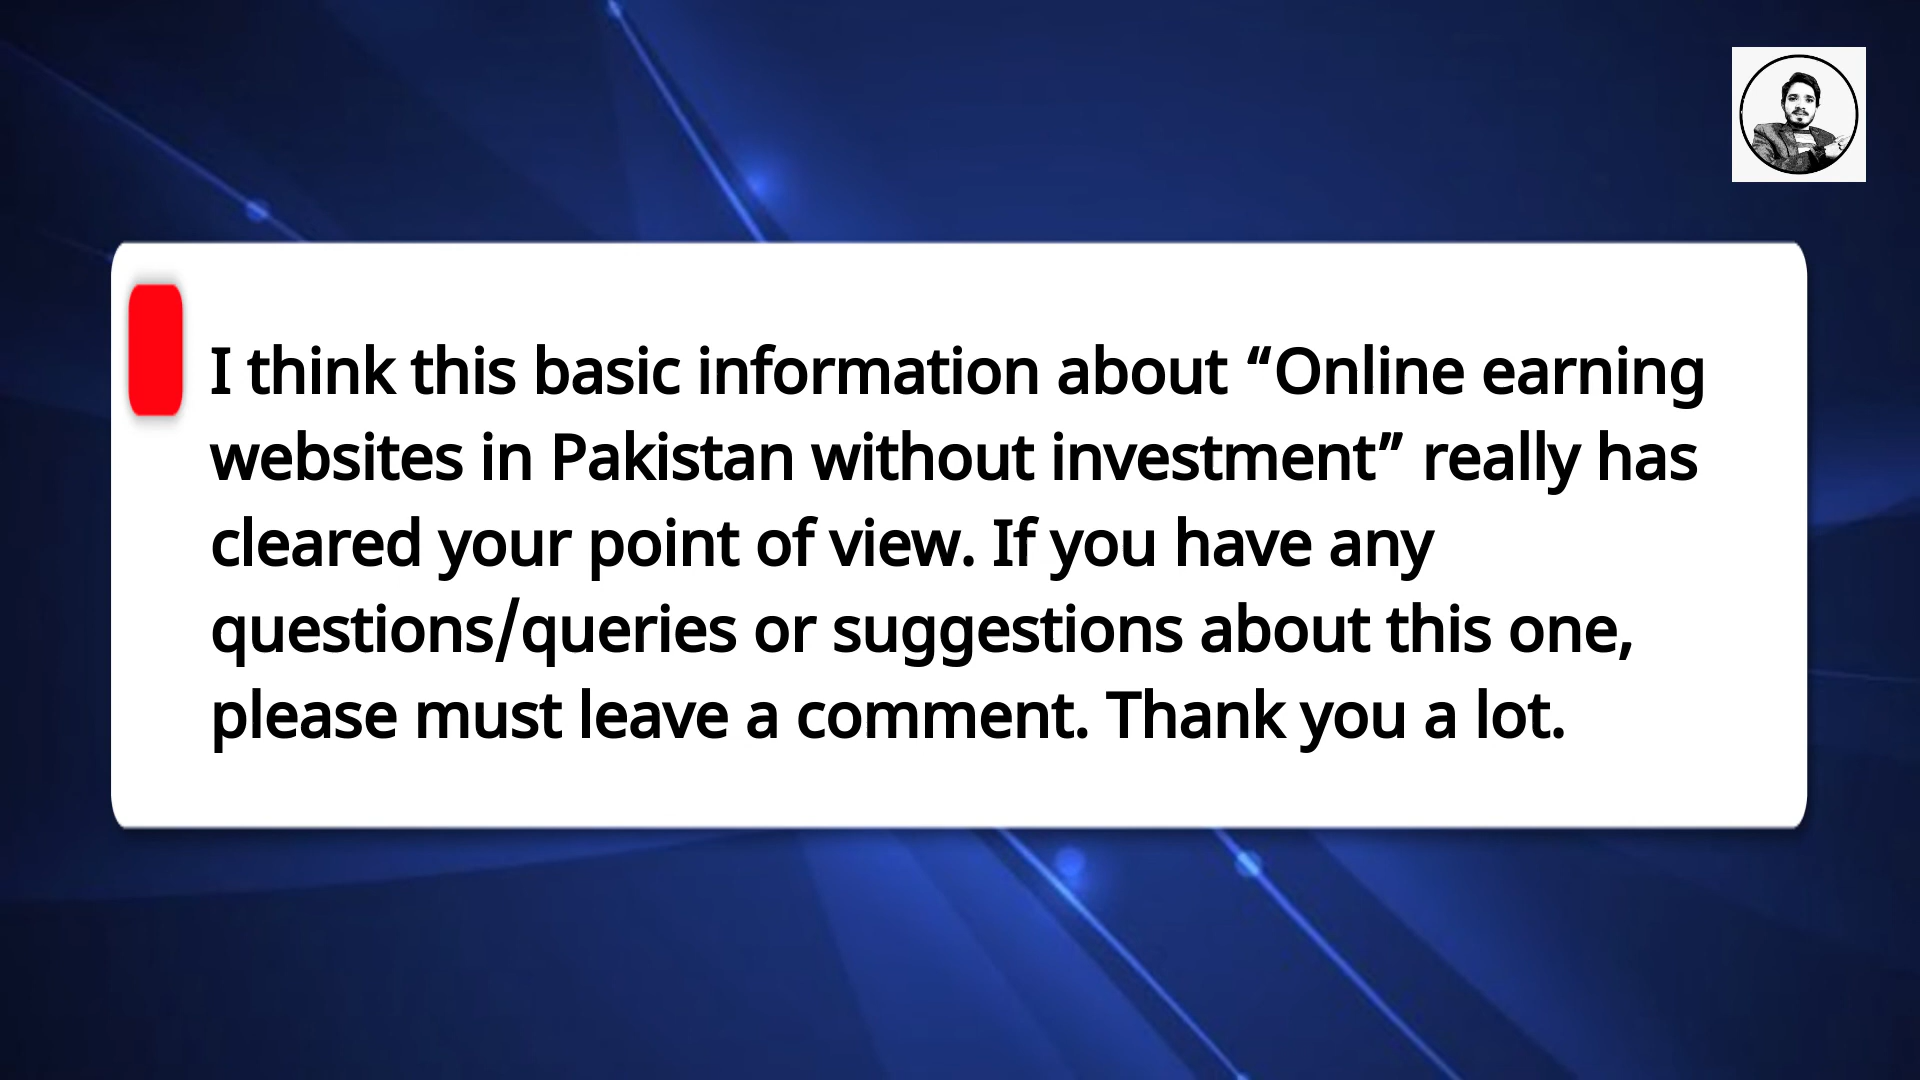 I think this basic information about “Online earning
websites in Pakistan without investment” really has
cleared your point of view. If you have any
questions/queries or suggestions about this one,
please must leave a comment. Thank you a lot.